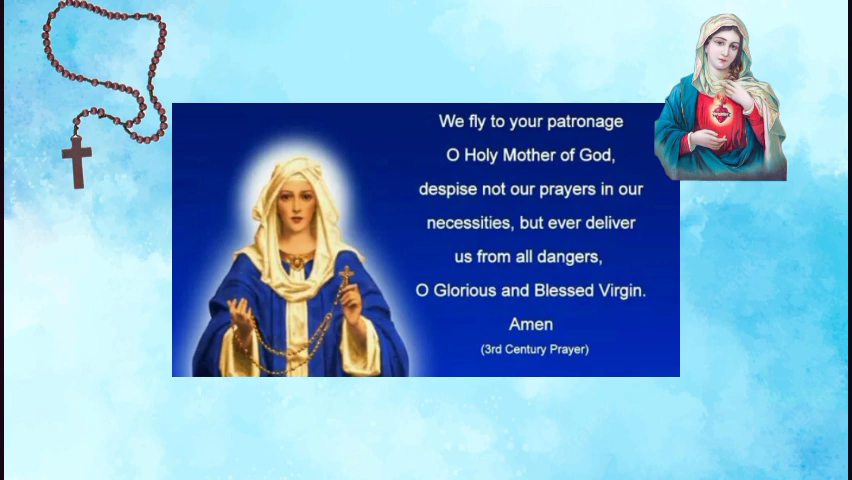 We fly to your patronage
O Holy Mother of God,
despise not our prayers in our
necessities, but ever deliver
us from all dangers,
O Glorious and Blessed Virgin.
Amen
(3rd Century Prayer)